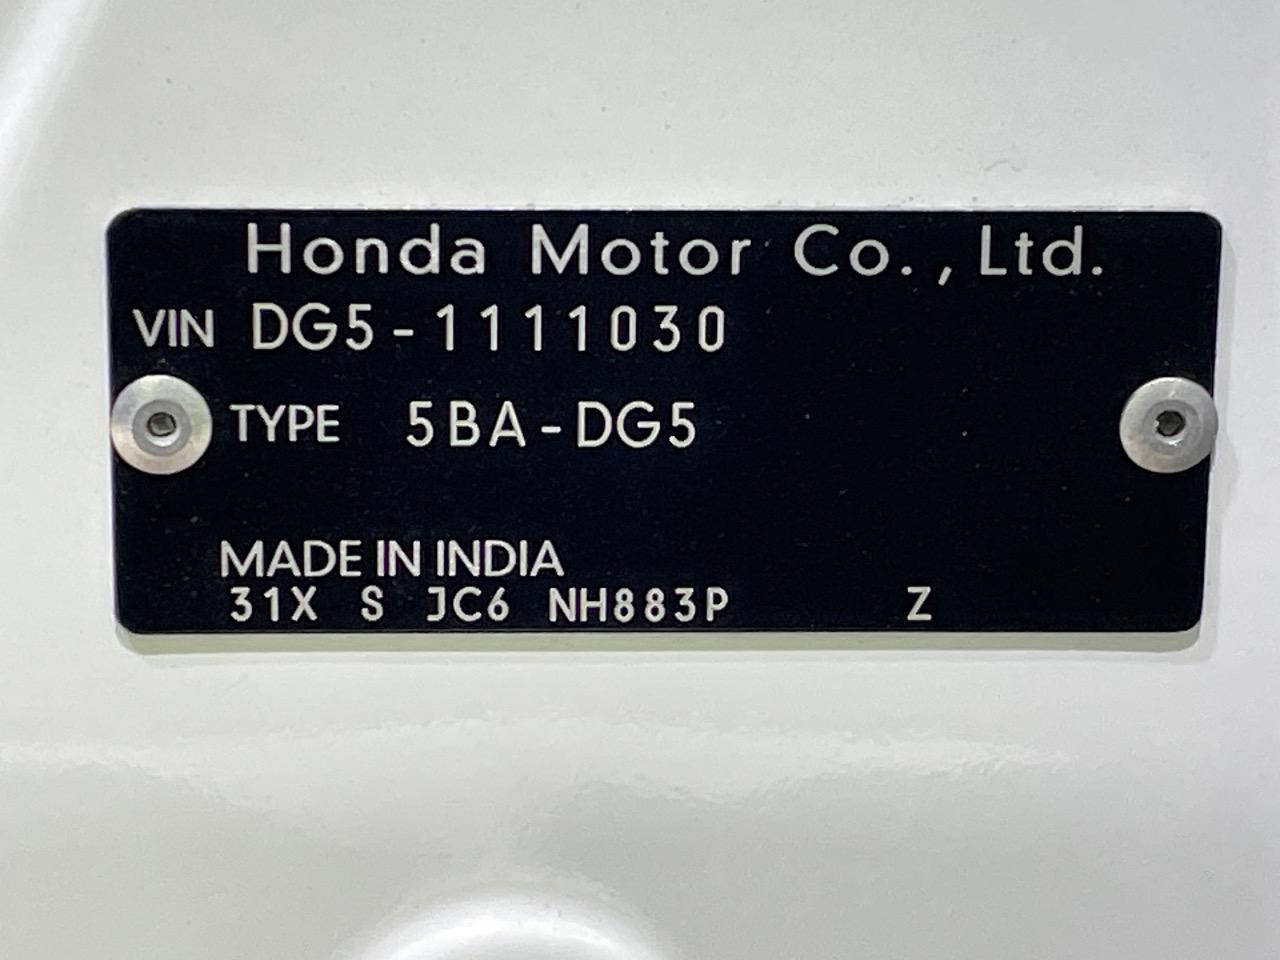 Honda Motor Co., Ltd.
VIN DG5-1111030
TYPE 5BA-DG5
MADE IN INDIA
31X S JC6 NH883P Z